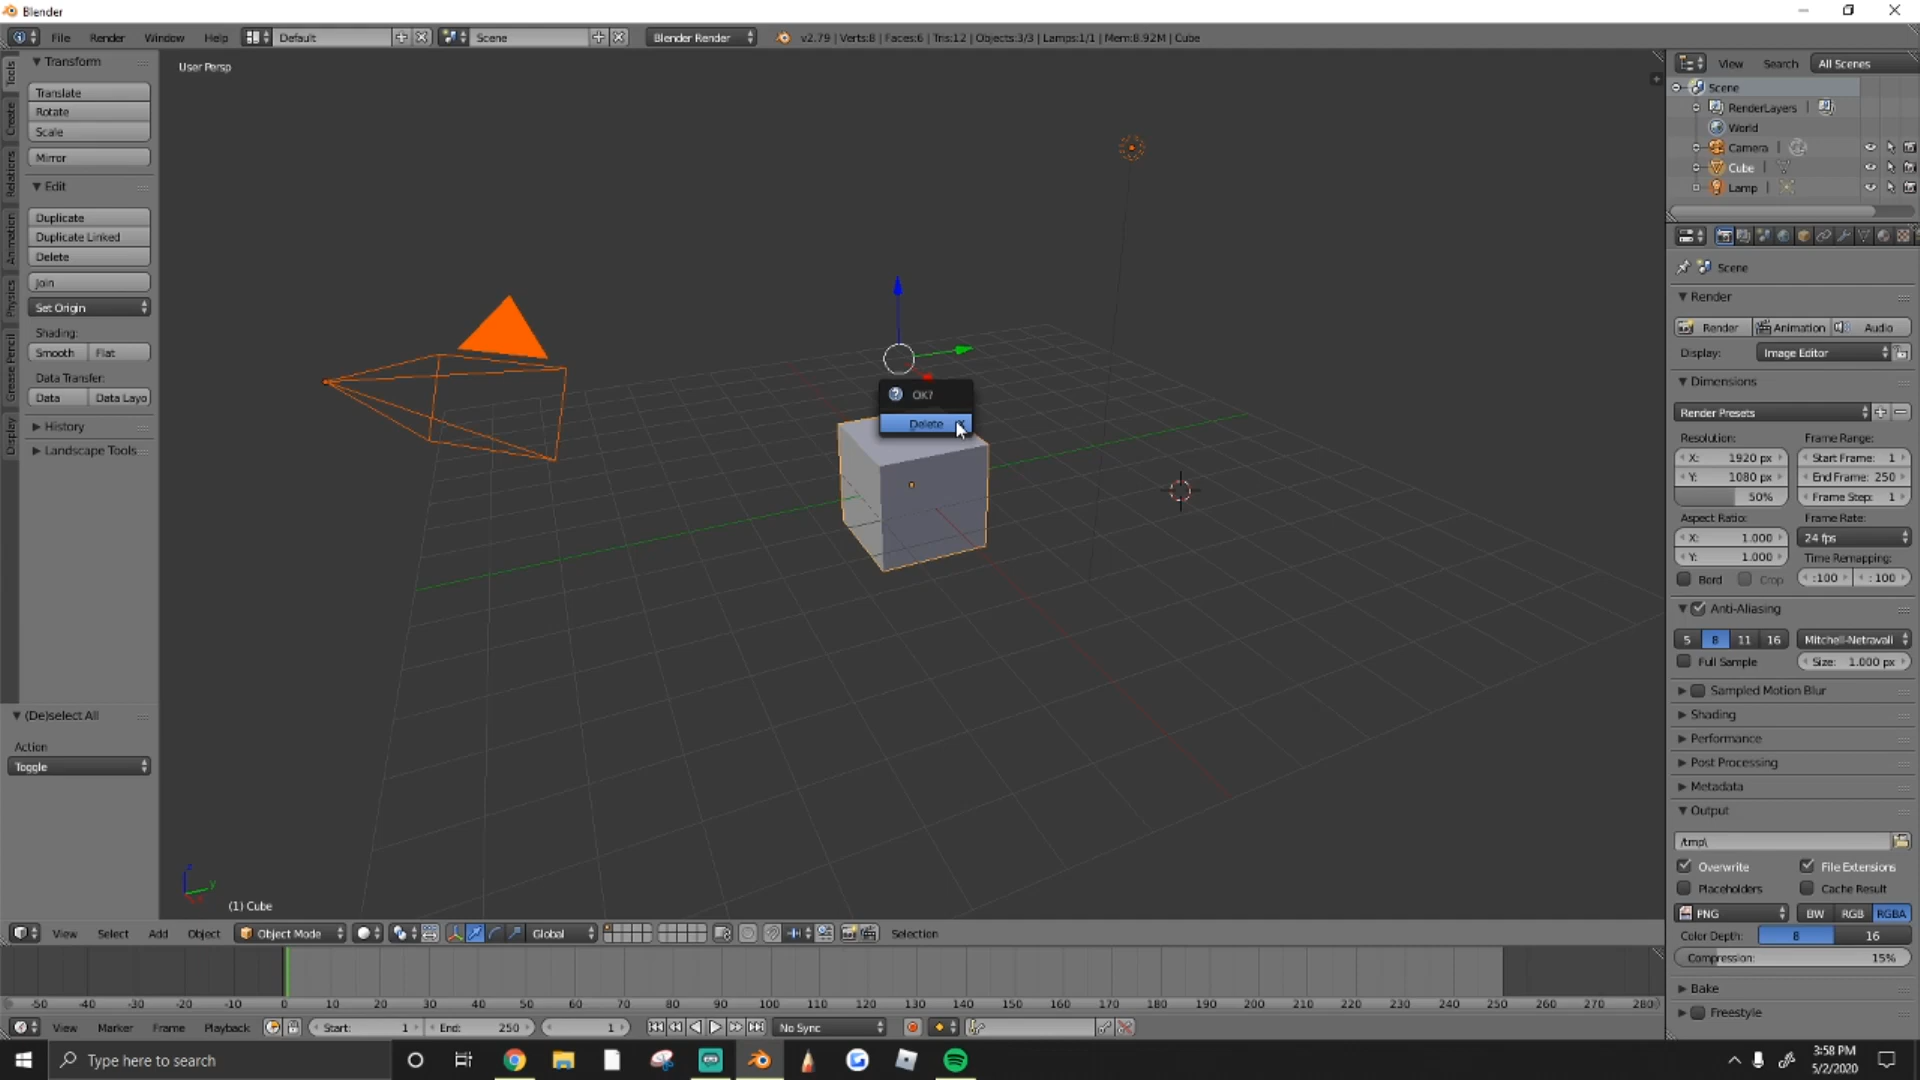 Blender
File Render Window Help Default Scene Blender Render v2.79 | Verts:8 | Faces:6 | Tris:12 | Objects:3/3 | Lamps:1/1 | Mem:8.92M | Cube
Tools
Create
Relations
Animation
Physics
Grease Pencil
Display
Transform
Translate
Rotate
Scale
Mirror
Edit
Duplicate
Duplicate Linked
Delete
Join
Set Origin
Shading:
Smooth Flat
Data Transfer:
Data Data Layo
History
Landscape Tools
(De)select All
Action
Toggle
User Persp
OK?
Delete
z
y
(1) Cube
View Select Add Object Object Mode Global Selection
-50 -40 -30 -20 -10 0 10 20 30 40 50 60 70 80 90 100 110 120 130 140 150 160 170 180 190 200 210 220 230 240 250 260 270 280
View Marker Frame Playback Start: 1 End: 250 1 No Sync
View Search All Scenes
Scene
RenderLayers |
World
Camera |
Cube |
Lamp |
Scene
Render
Render Animation Audio
Display: Image Editor
Dimensions
Render Presets
Resolution: Frame Range:
X: 1920 px Start Frame: 1
Y: 1080 px End Frame: 250
50% Frame Step: 1
Aspect Ratio: Frame Rate:
X: 1.000 24 fps
Y: 1.000 Time Remapping:
Bord Crop :100 :100
Anti-Aliasing
5 8 11 16 Mitchell-Netravali
Full Sample Size: 1.000 px
Sampled Motion Blur
Shading
Performance
Post Processing
Metadata
Output
/tmp\
Overwrite File Extensions
Placeholders Cache Result
PNG BW RGB RGBA
Color Depth: 8 16
Compression: 15%
Bake
Freestyle
Type here to search
3:58 PM
5/2/2020